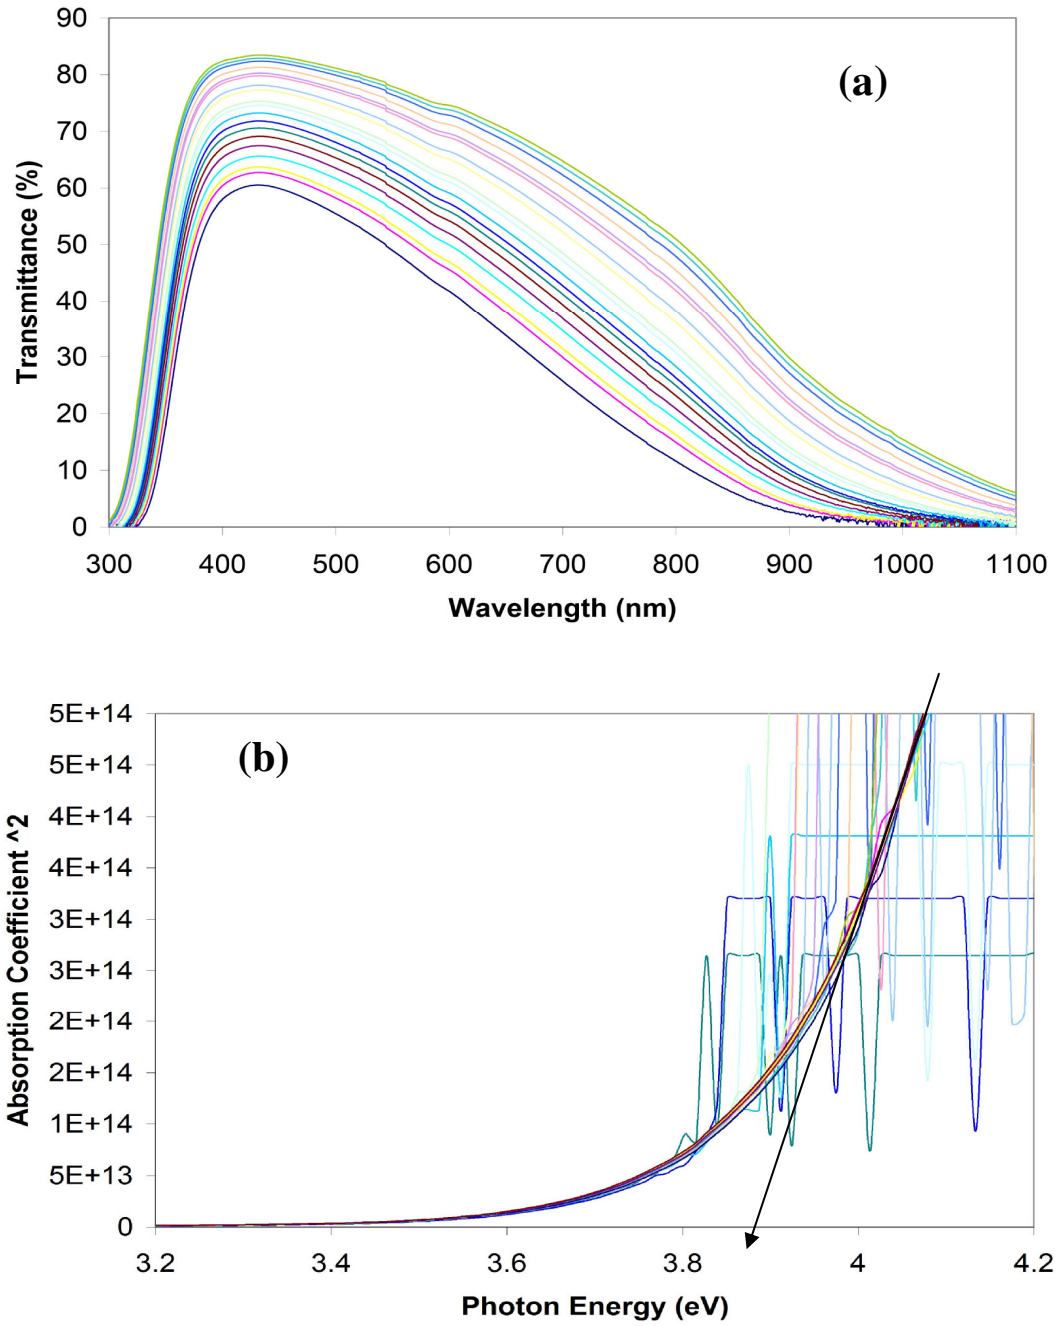 90
80
70
60
50
40
30
20
10
0
(a)
Transmittance (%)
300 400 500 600 700 800 900 1000 1100
Wavelength (nm)
5E+14
5E+14
4E+14
4E+14
3E+14
3E+14
2E+14
2E+14
1E+14
5E+13
0
(b)
Absorption Coefficient ^2
3.2 3.4 3.6 3.8 4 4.2
Photon Energy (eV)